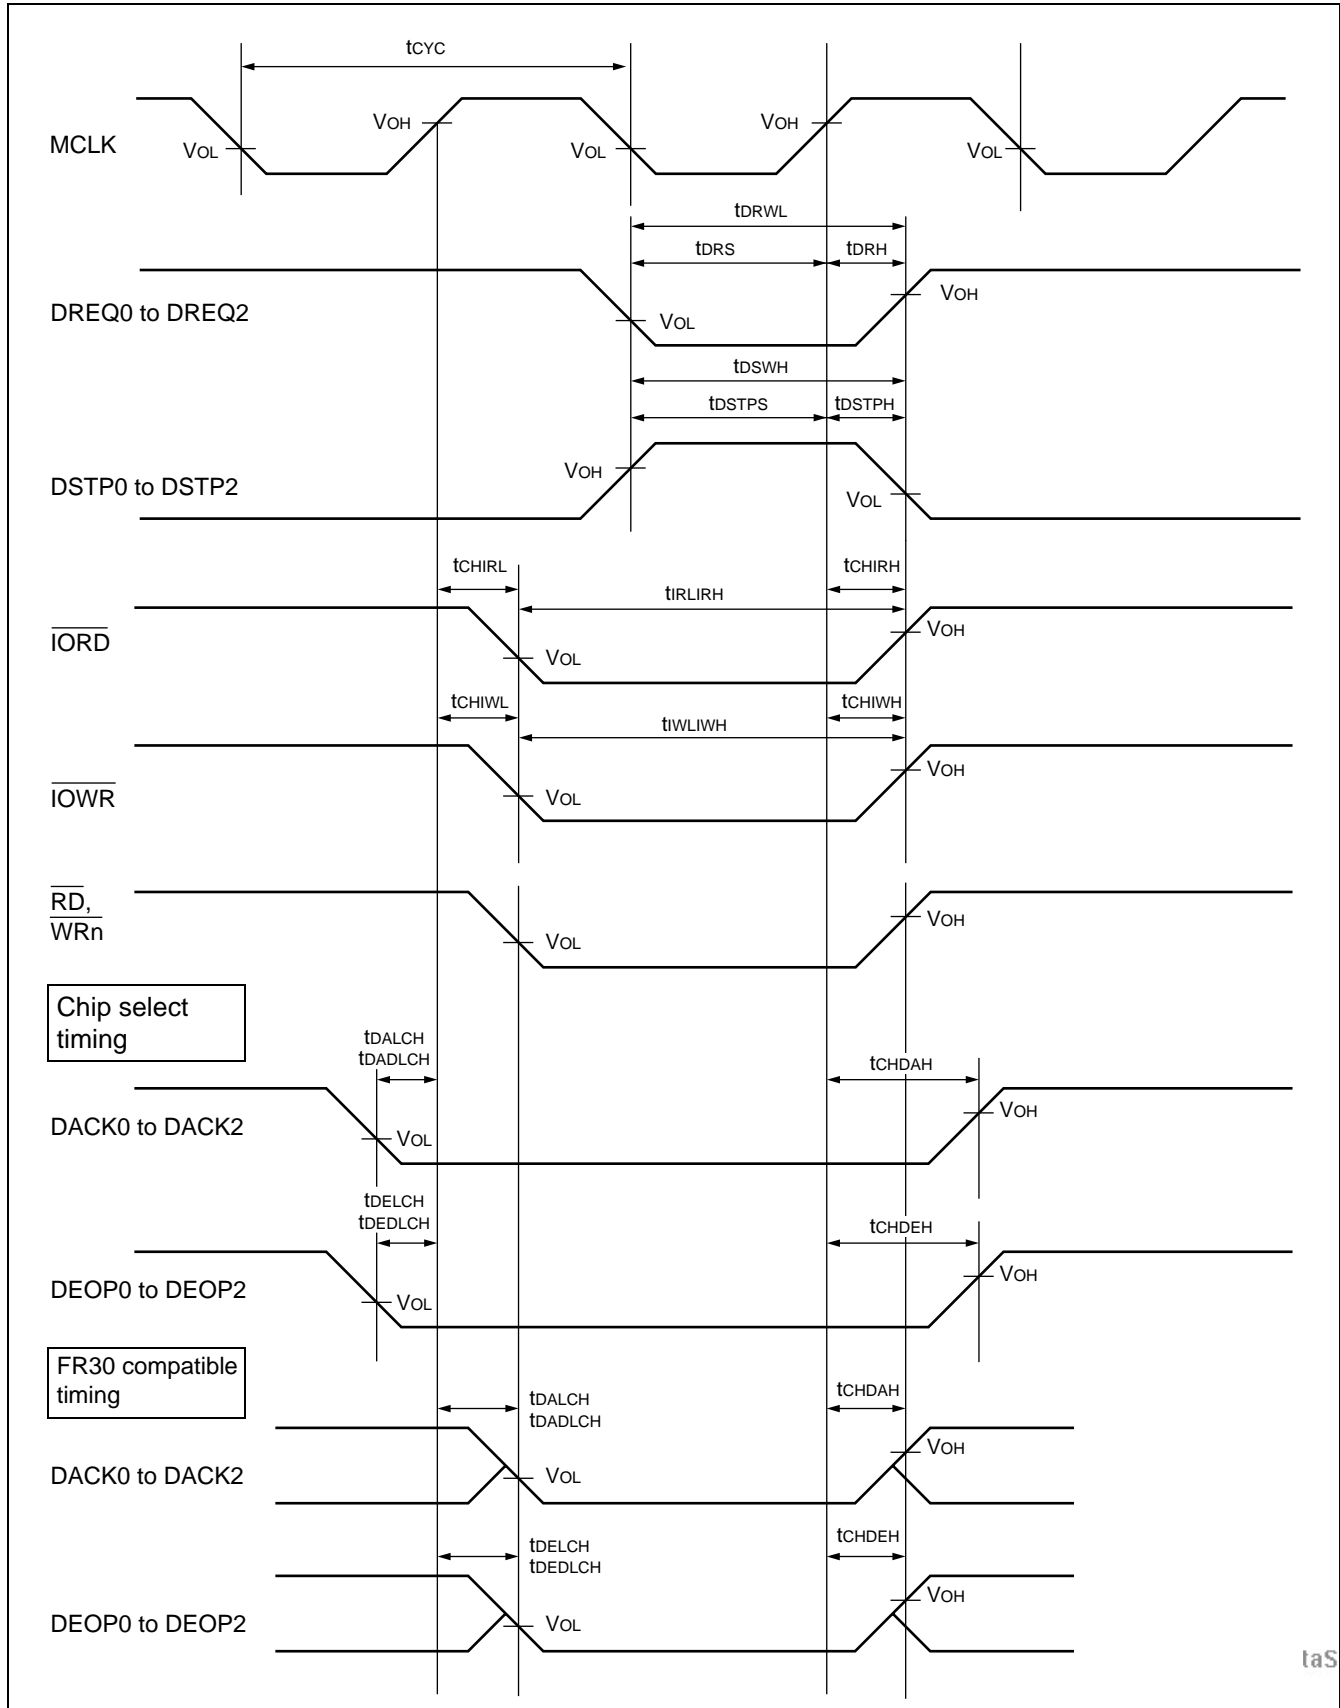 tCYC
VOH
VOH
MCLK
VOL
VOL
VOL
tDRWL
tDRS
tDRH
VOH
DREQ0 to DREQ2
VOL
tDSWH
tDSTPS
tDSTPH
VOH
DSTP0 to DSTP2
VOL
tCHIRL
tCHIRH
tIRLIRH
IORD
VOH
VOL
tCHIWL
tCHIWH
tIWLIWH
VOH
IOWR
VOL
RD,
WRn
VOH
VOL
Chip select
timing
tDALCH
tDADLCH
tCHDAH
DACK0 to DACK2
VOH
VOL
tDELCH
tDEDLCH
tCHDEH
DEOP0 to DEOP2
VOH
VOL
FR30 compatible
timing
tDALCH
tDADLCH
tCHDAH
VOH
DACK0 to DACK2
VOL
tDELCH
tDEDLCH
tCHDEH
VOH
DEOP0 to DEOP2
VOL
taS